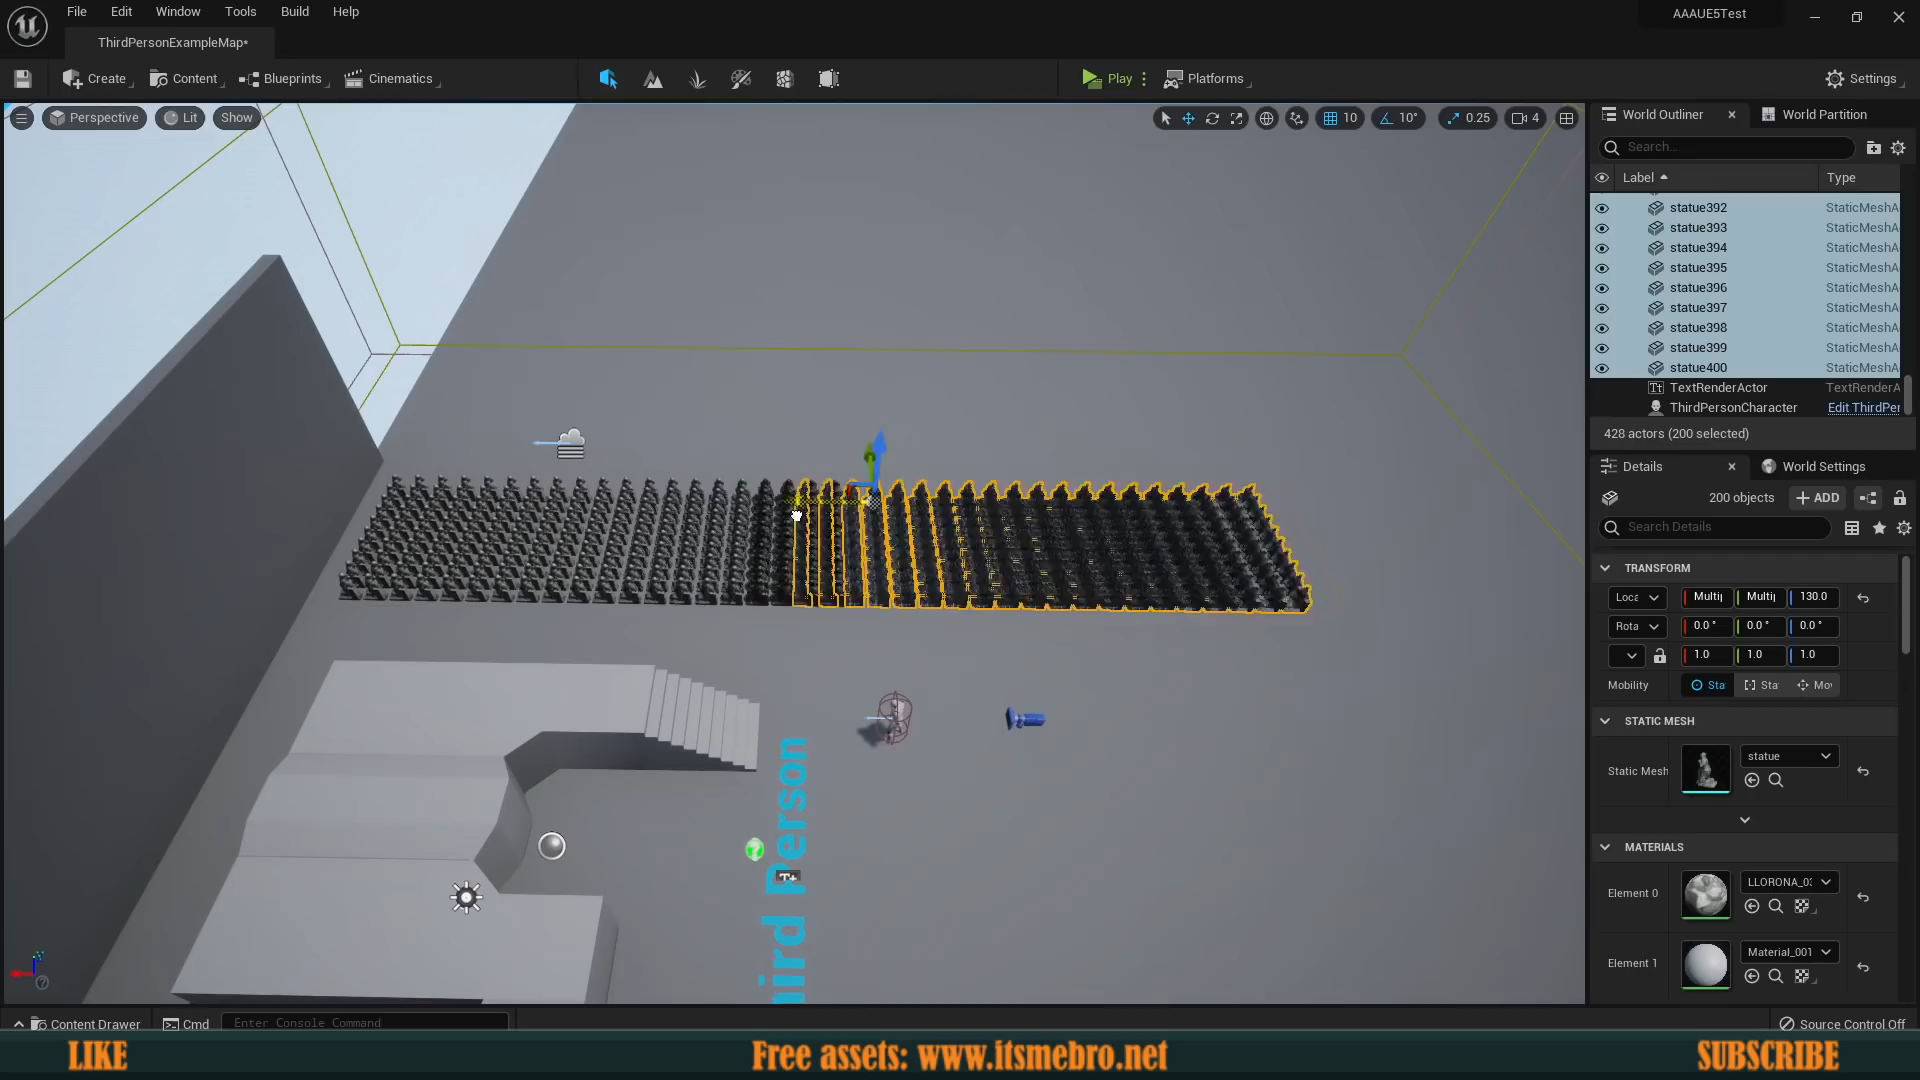 File Edit Window Tools Build Help
AAAUE5Test
ThirdPersonExampleMap*
Create Content Blueprints Cinematics Play Platforms Settings
Perspective Lit Show 10 10° 0.25 4
World Outliner World Partition
Search...
Label Type
statue392 StaticMeshA
statue393 StaticMeshA
statue394 StaticMeshA
statue395 StaticMeshA
statue396 StaticMeshA
statue397 StaticMeshA
statue398 StaticMeshA
statue399 StaticMeshA
statue400 StaticMeshA
TextRenderActor TextRenderA
ThirdPersonCharacter Edit ThirdPer
428 actors (200 selected)
Details World Settings
200 objects ADD
Search Details
TRANSFORM
Loca Multip Multip 130.0
Rota 0.0 ° 0.0 ° 0.0 °
1.0 1.0 1.0
Mobility Sta Sta Mov
STATIC MESH
Static Mesh statue
MATERIALS
Element 0 LLORONA_03
Element 1 Material_001
Third Person
Content Drawer Cmd Enter Console Command Source Control Off
LIKE Free assets: www.itsmebro.net SUBSCRIBE